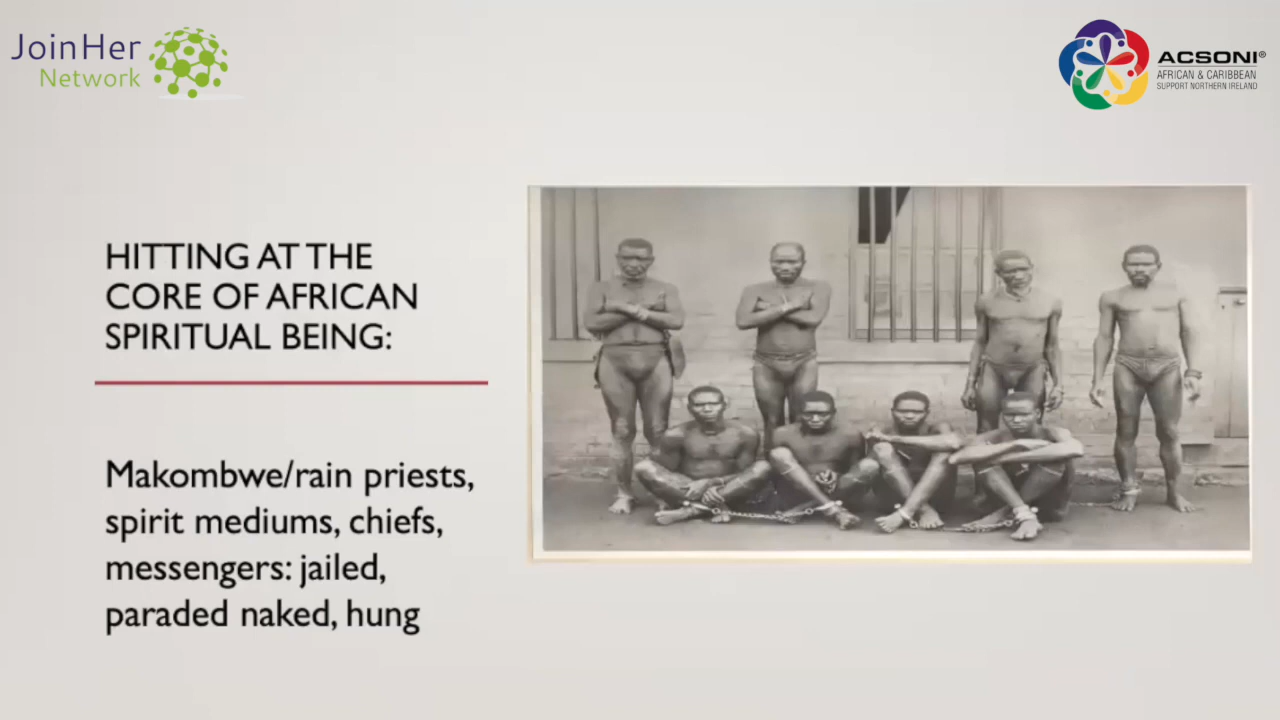 JoinHer
Network
ACSONI®
AFRICAN & CARIBBEAN
SUPPORT NORTHERN IRELAND
HITTING AT THE
CORE OF AFRICAN
SPIRITUAL BEING:
Makombwe/rain priests,
spirit mediums, chiefs,
messengers: jailed,
paraded naked, hung